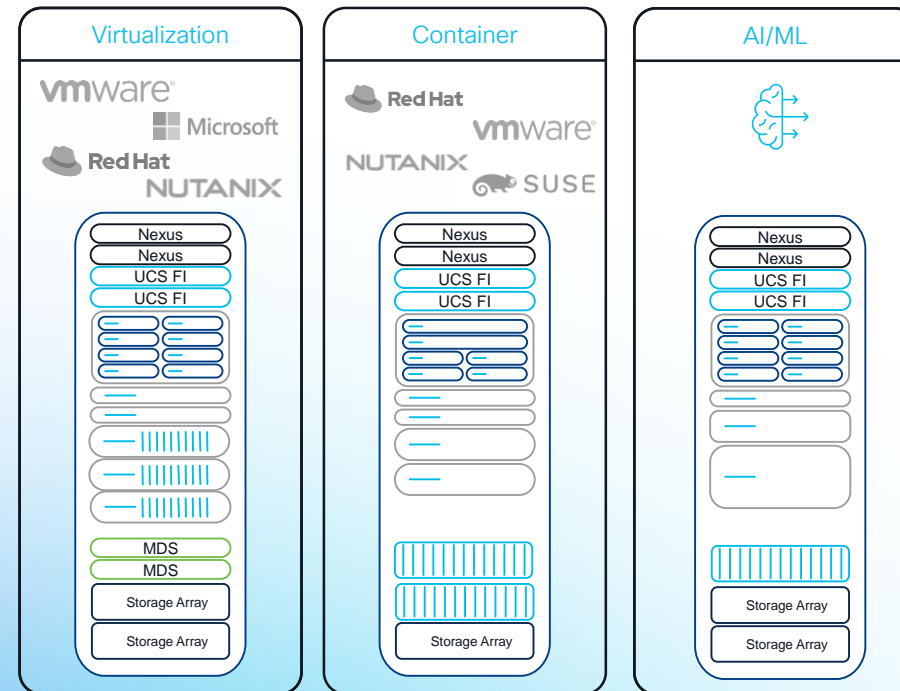 Virtualization
vmware®
Microsoft
Red Hat
NUTANIX
Nexus
Nexus
UCS FI
UCS FI
MDS
MDS
Storage Array
Storage Array
Container
Red Hat
vmware®
NUTANIX
SUSE
Nexus
Nexus
UCS FI
UCS FI
Storage Array
AI/ML
Nexus
Nexus
UCS FI
UCS FI
Storage Array
Storage Array